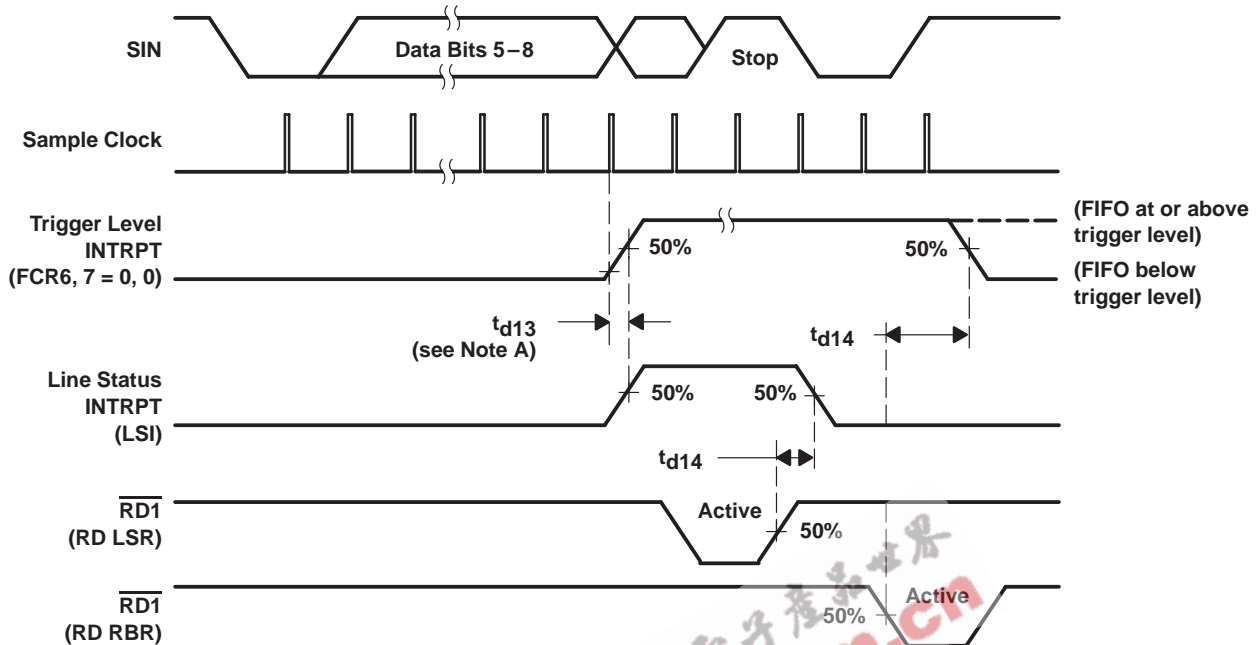 SIN
Data Bits 5–8
Stop
Sample Clock
Trigger Level
INTRPT
(FCR6, 7 = 0, 0)
50%
50%
(FIFO at or above
trigger level)
(FIFO below
trigger level)
td13
(see Note A)
td14
Line Status
INTRPT
(LSI)
50%
50%
td14
RD1
(RD LSR)
Active
50%
RD1
(RD RBR)
50%
Active